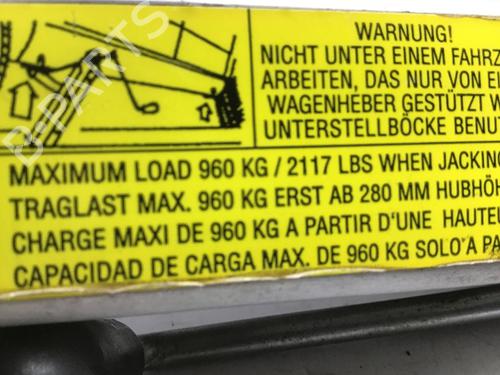 WARNUNG!
NICHT UNTER EINEM FAHRZ
ARBEITEN, DAS NUR VON EI
WAGENHEBER GESTÜTZT
UNTERSTELLBÖCKE BENUT
MAXIMUM LOAD 960 KG / 2117 LBS WHEN JACKING
TRAGLAST MAX. 960 KG ERST AB 280 MM HUBHÖH
CHARGE MAXI DE 960 KG A PARTIR D'UNE HAUTEU
CAPACIDAD DE CARGA MAX. DE 960 KG SOLO A PA
B-PARTS